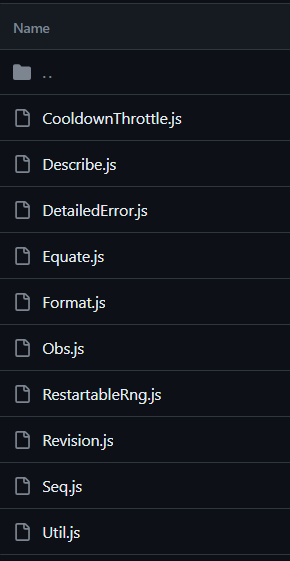 Name
..
CooldownThrottle.js
Describe.js
DetailedError.js
Equate.js
Format.js
Obs.js
RestartableRng.js
Revision.js
Seq.js
Util.js